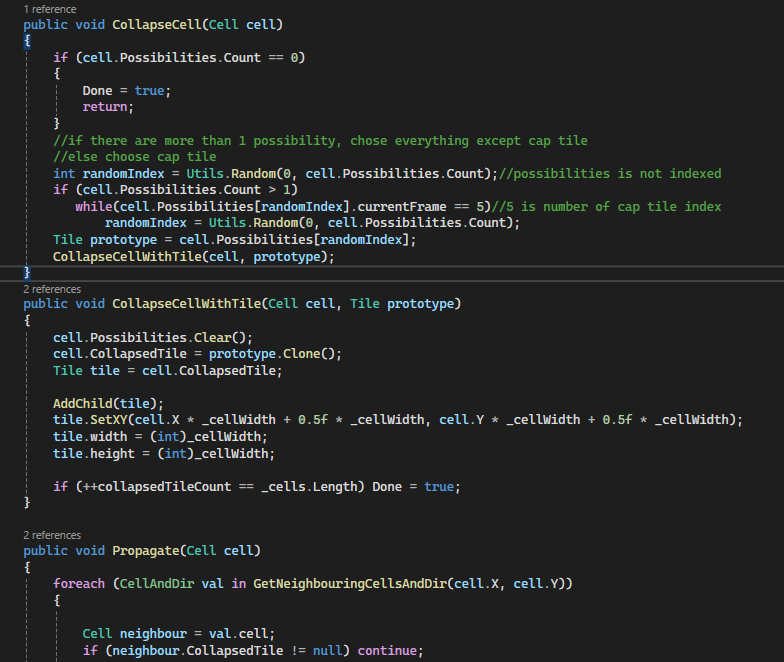 1 reference
public void CollapseCell(Cell cell)
{
if (cell.Possibilities.Count == 0)
{
Done = true;
return;
}
//if there are more than 1 possibility, chose everything except cap tile
//else choose cap tile
int randomIndex = Utils.Random(0, cell.Possibilities.Count);//possibilities is not indexed
if (cell.Possibilities.Count > 1)
while(cell.Possibilities[randomIndex].currentFrame == 5)//5 is number of cap tile index
randomIndex = Utils.Random(0, cell.Possibilities.Count);
Tile prototype = cell.Possibilities[randomIndex];
CollapseCellWithTile(cell, prototype);
}
2 references
public void CollapseCellWithTile(Cell cell, Tile prototype)
{
cell.Possibilities.Clear();
cell.CollapsedTile = prototype.Clone();
Tile tile = cell.CollapsedTile;
AddChild(tile);
tile.SetXY(cell.X * _cellWidth + 0.5f * _cellWidth, cell.Y * _cellWidth + 0.5f * _cellWidth);
tile.width = (int)_cellWidth;
tile.height = (int)_cellWidth;
if (++collapsedTileCount == _cells.Length) Done = true;
}
2 references
public void Propagate(Cell cell)
{
foreach (CellAndDir val in GetNeighbouringCellsAndDir(cell.X, cell.Y))
{
Cell neighbour = val.cell;
if (neighbour.CollapsedTile != null) continue;